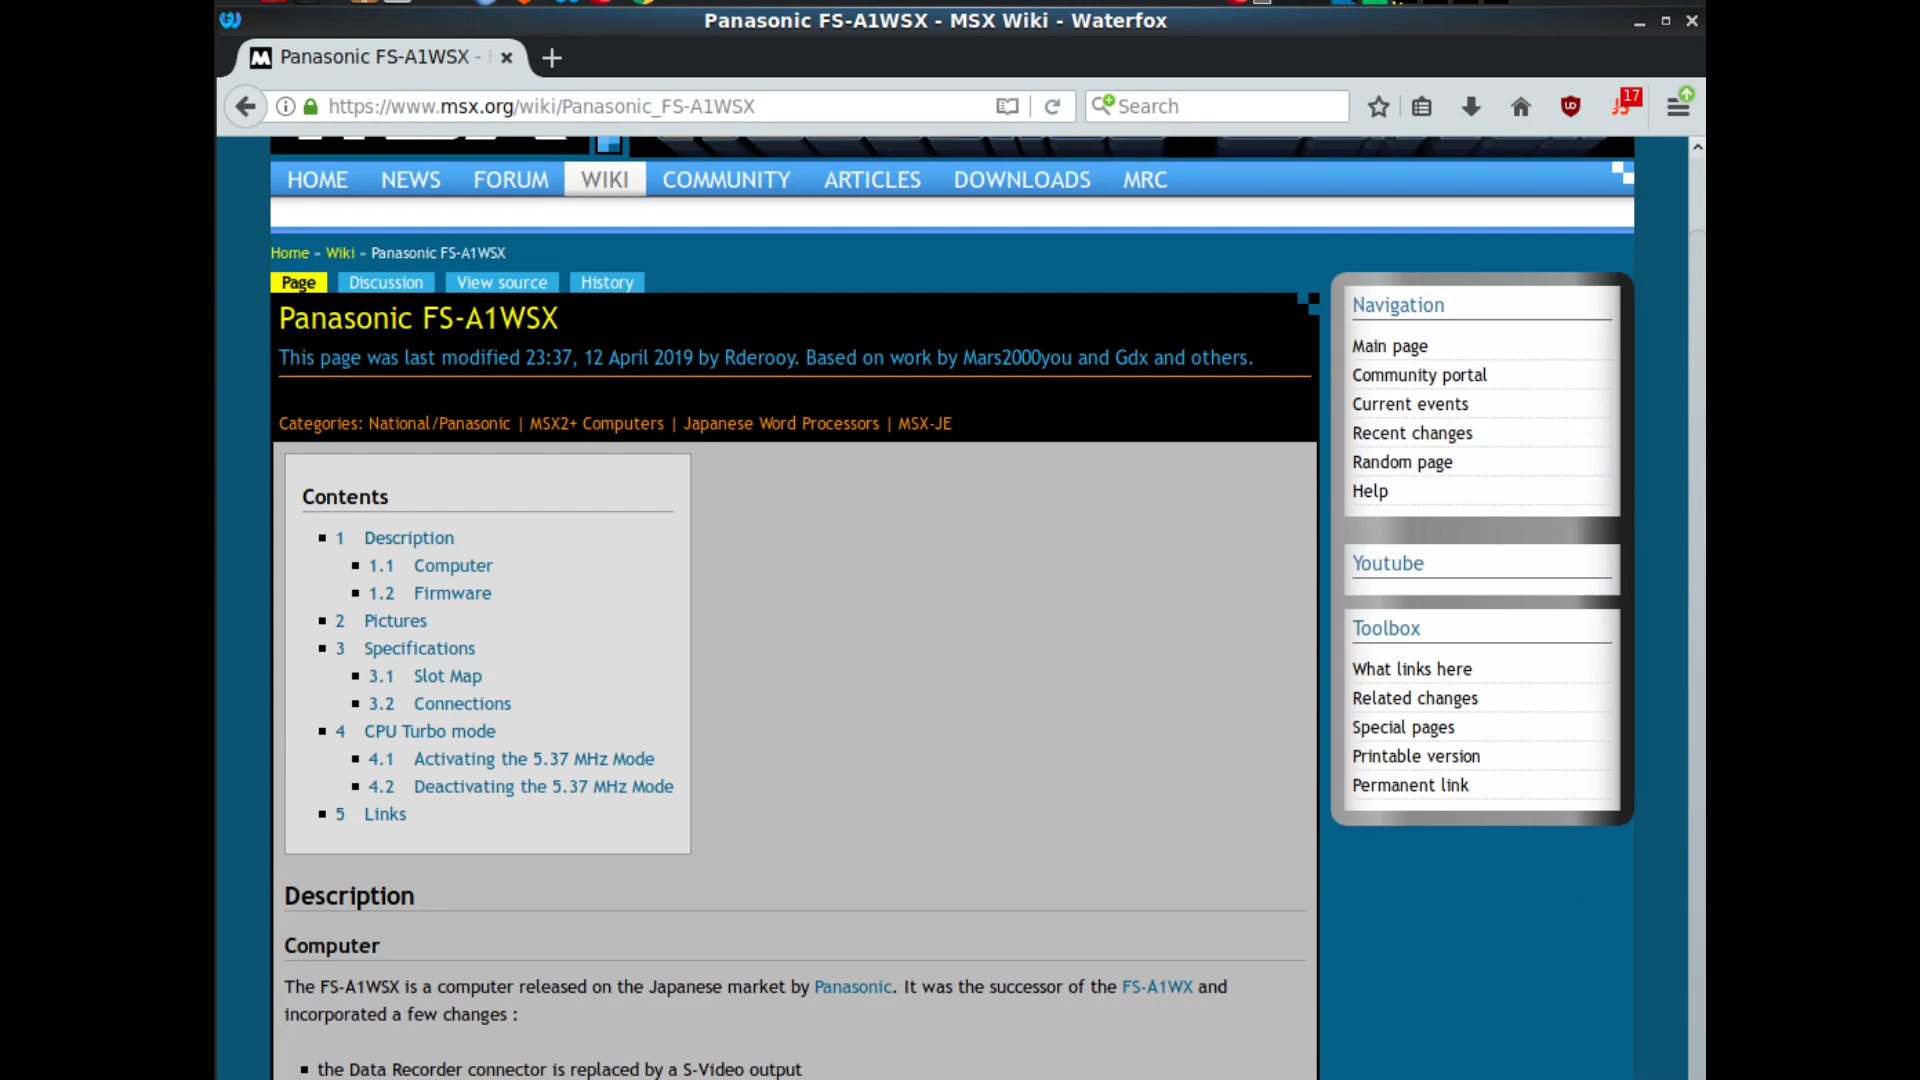 Panasonic FS-A1WSX - MSX Wiki - Waterfox
Panasonic FS-A1WSX -
https://www.msx.org/wiki/Panasonic_FS-A1WSX
Search
17
HOME NEWS FORUM WIKI COMMUNITY ARTICLES DOWNLOADS MRC
Home » Wiki » Panasonic FS-A1WSX
Page Discussion View source History
Panasonic FS-A1WSX
This page was last modified 23:37, 12 April 2019 by Rderooy. Based on work by Mars2000you and Gdx and others.
Categories: National/Panasonic | MSX2+ Computers | Japanese Word Processors | MSX-JE
Contents
1 Description
1.1 Computer
1.2 Firmware
2 Pictures
3 Specifications
3.1 Slot Map
3.2 Connections
4 CPU Turbo mode
4.1 Activating the 5.37 MHz Mode
4.2 Deactivating the 5.37 MHz Mode
5 Links
Description
Computer
The FS-A1WSX is a computer released on the Japanese market by Panasonic. It was the successor of the FS-A1WX and
incorporated a few changes :
the Data Recorder connector is replaced by a S-Video output
Navigation
Main page
Community portal
Current events
Recent changes
Random page
Help
Youtube
Toolbox
What links here
Related changes
Special pages
Printable version
Permanent link